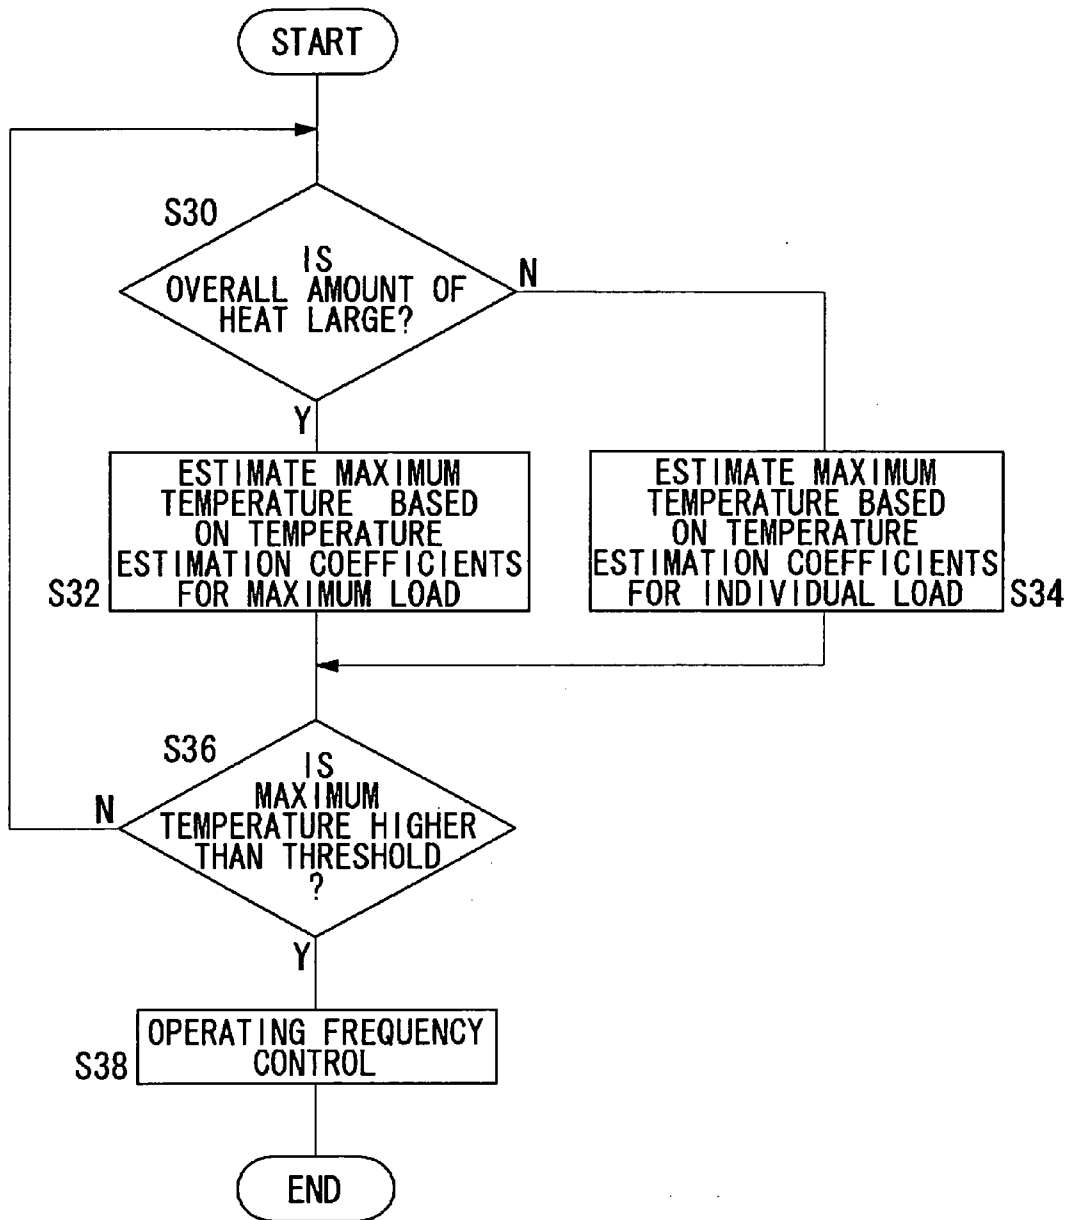 START
S30
IS
OVERALL AMOUNT OF
HEAT LARGE?
N
Y
ESTIMATE MAXIMUM
TEMPERATURE BASED
ON TEMPERATURE
ESTIMATION COEFFICIENTS
FOR MAXIMUM LOAD
S32
ESTIMATE MAXIMUM
TEMPERATURE BASED
ON TEMPERATURE
ESTIMATION COEFFICIENTS
FOR INDIVIDUAL LOAD
S34
S36
IS
MAXIMUM
TEMPERATURE HIGHER
THAN THRESHOLD
?
N
Y
OPERATING FREQUENCY
CONTROL
S38
END